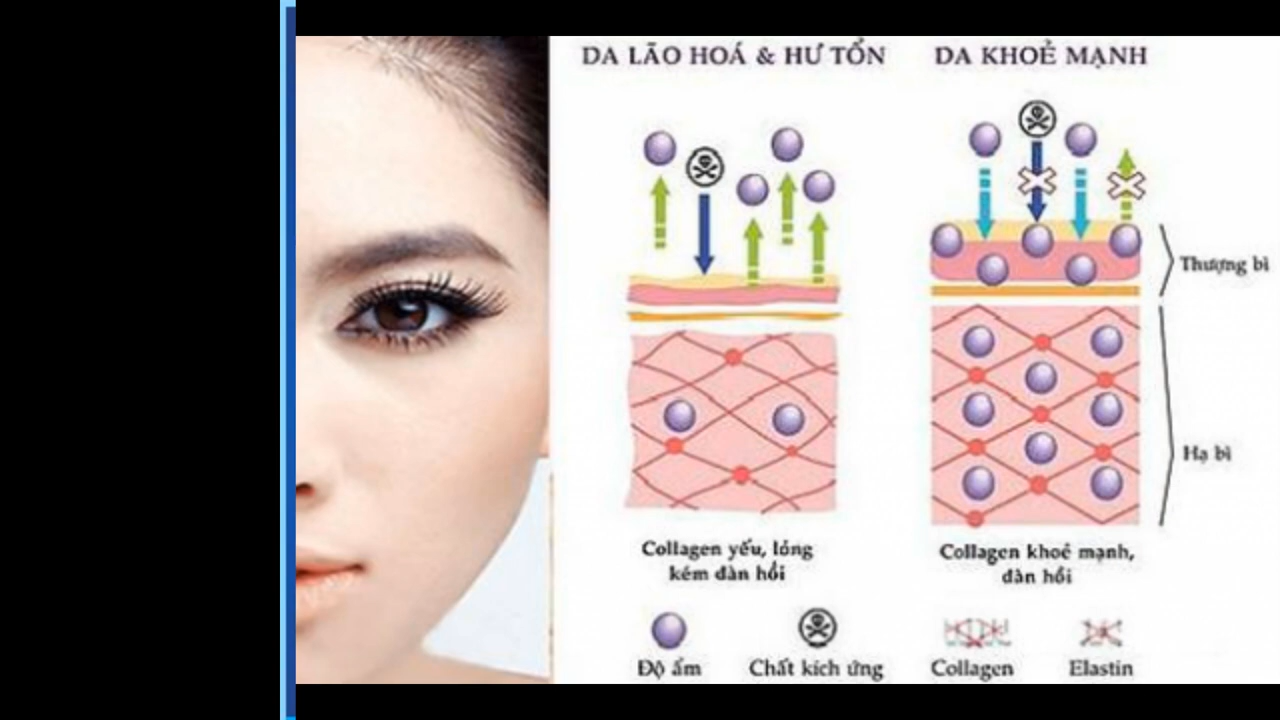 DA LÃO HOÁ & HƯ TỔN
DA KHOẺ MẠNH
Thượng bì
Hạ bì
Collagen yếu, lỏng
kém đàn hồi
Collagen khoẻ mạnh,
đàn hồi
Độ ẩm
Chất kích ứng
Collagen
Elastin